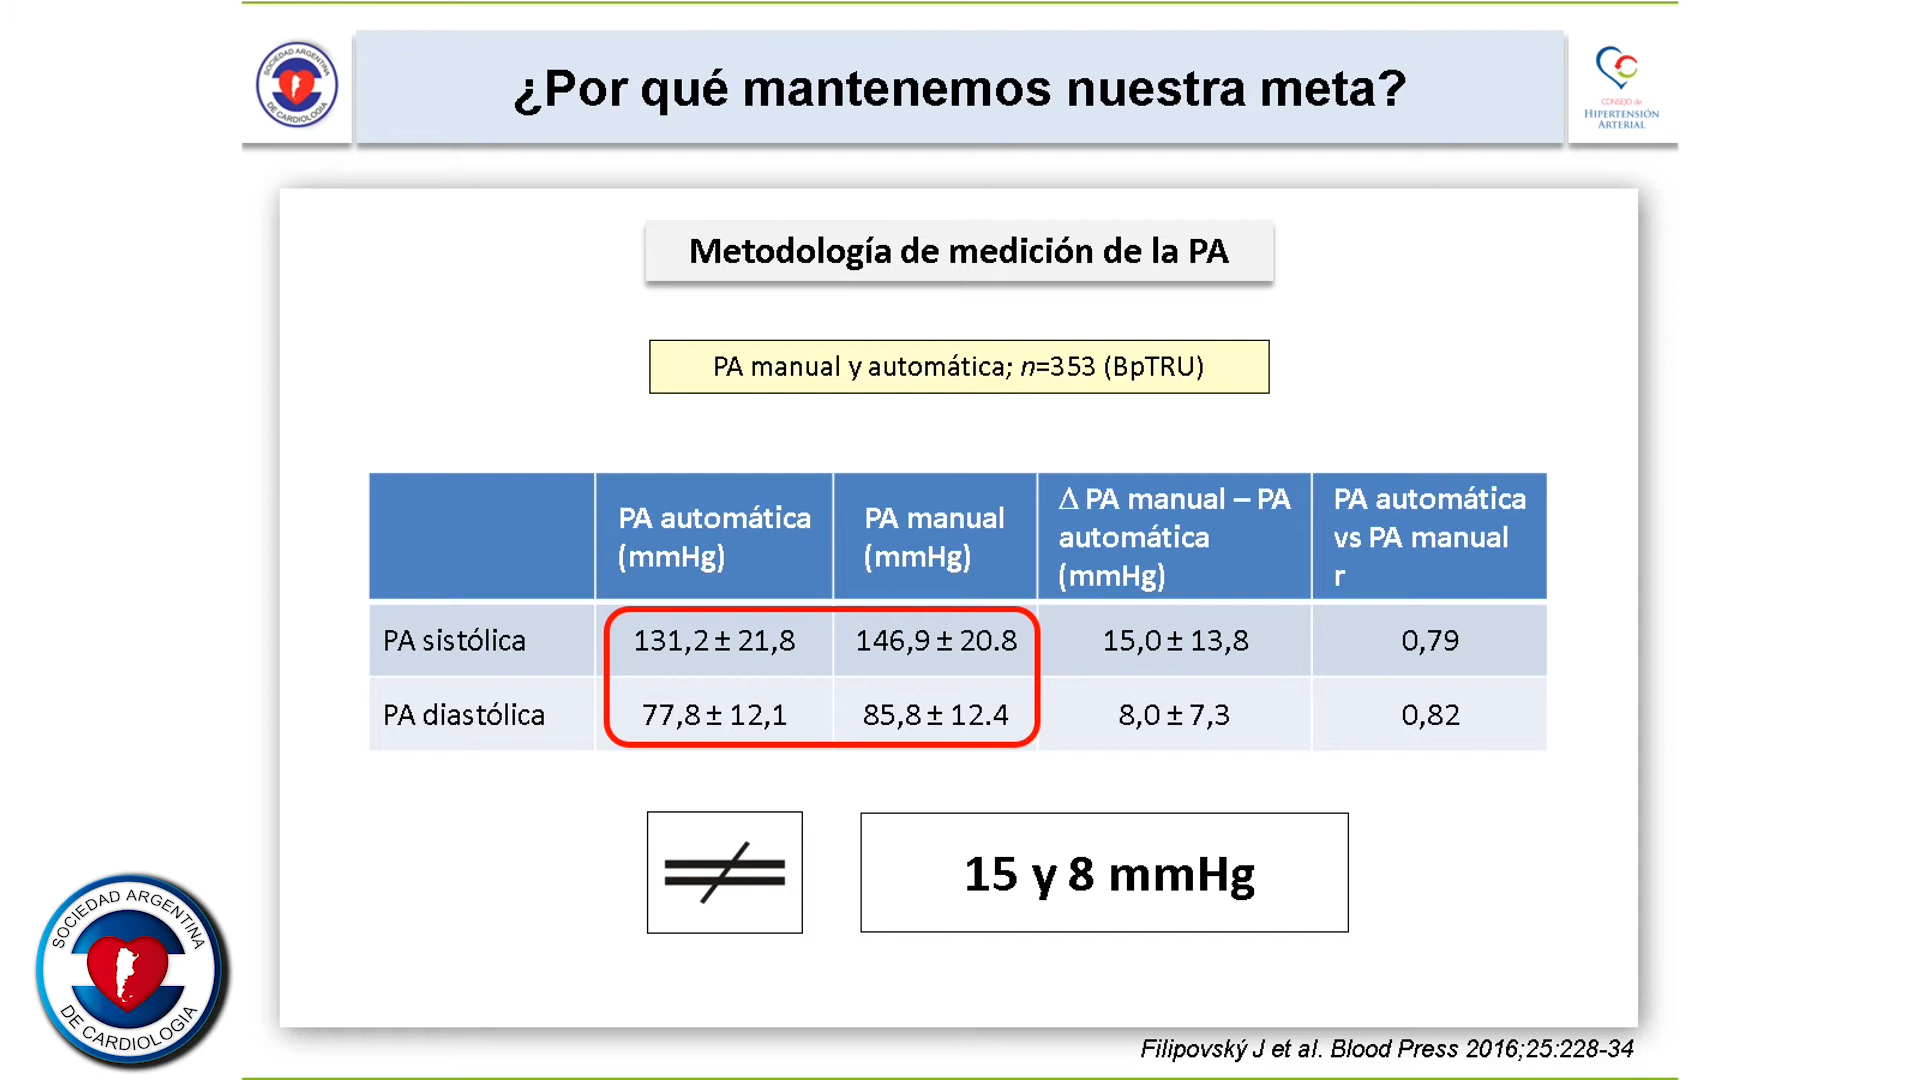 SOCIEDAD ARGENTINA
DE CARDIOLOGIA
¿Por qué mantenemos nuestra meta?
CONSEJO de
HIPERTENSIÓN
ARTERIAL
Metodología de medición de la PA
PA manual y automática; n=353 (BpTRU)
PA automática
(mmHg)
PA manual
(mmHg)
Δ PA manual – PA
automática
(mmHg)
PA automática
vs PA manual
r
PA sistólica 131,2 ± 21,8 146,9 ± 20.8 15,0 ± 13,8 0,79
PA diastólica 77,8 ± 12,1 85,8 ± 12.4 8,0 ± 7,3 0,82
≠ 15 y 8 mmHg
SOCIEDAD ARGENTINA
DE CARDIOLOGIA
Filipovský J et al. Blood Press 2016;25:228-34